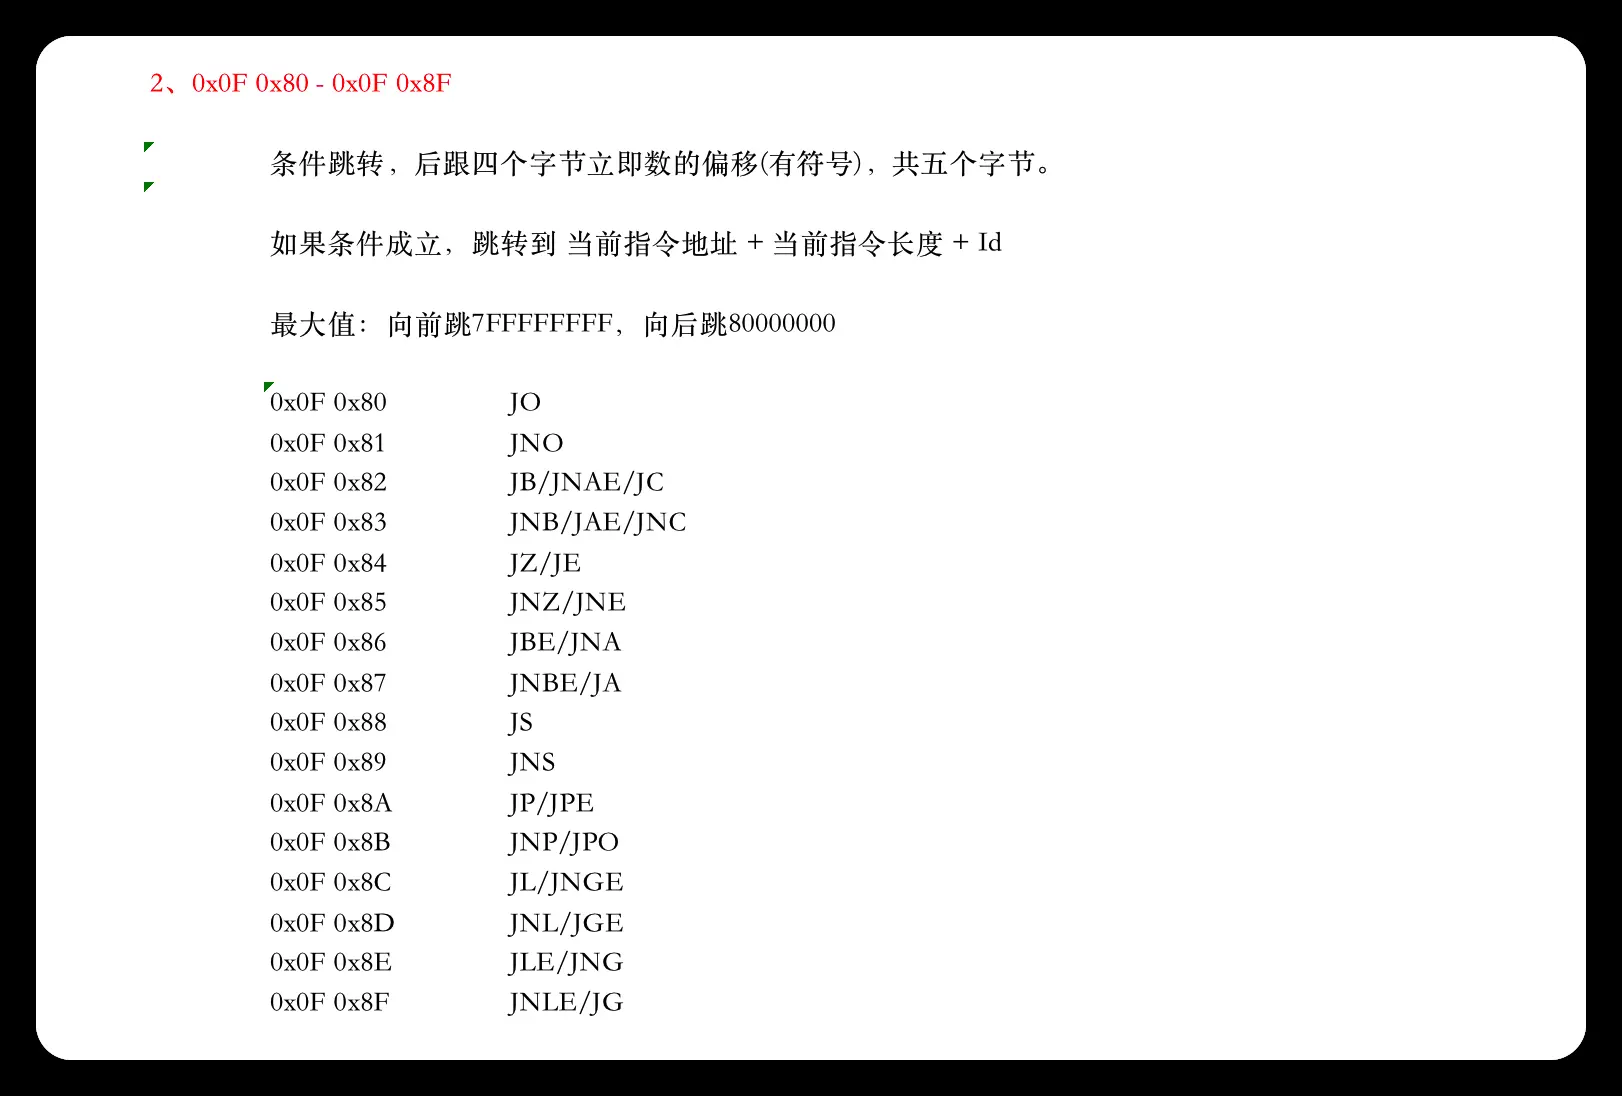 2、0x0F 0x80 - 0x0F 0x8F
条件跳转，后跟四个字节立即数的偏移(有符号)，共五个字节。
如果条件成立，跳转到 当前指令地址 + 当前指令长度 + Id
最大值：向前跳7FFFFFFFF，向后跳80000000
0x0F 0x80 JO
0x0F 0x81 JNO
0x0F 0x82 JB/JNAE/JC
0x0F 0x83 JNB/JAE/JNC
0x0F 0x84 JZ/JE
0x0F 0x85 JNZ/JNE
0x0F 0x86 JBE/JNA
0x0F 0x87 JNBE/JA
0x0F 0x88 JS
0x0F 0x89 JNS
0x0F 0x8A JP/JPE
0x0F 0x8B JNP/JPO
0x0F 0x8C JL/JNGE
0x0F 0x8D JNL/JGE
0x0F 0x8E JLE/JNG
0x0F 0x8F JNLE/JG